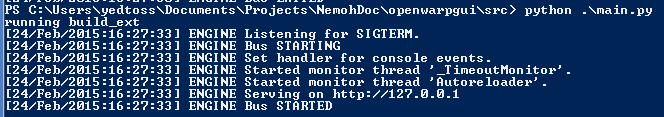 PS C:\Users\yedtoss\Documents\Projects\NemohDoc\openwarpgui\src> python .\main.py
running build_ext
[24/Feb/2015:16:27:33] ENGINE Listening for SIGTERM.
[24/Feb/2015:16:27:33] ENGINE Bus STARTING
[24/Feb/2015:16:27:33] ENGINE Set handler for console events.
[24/Feb/2015:16:27:33] ENGINE Started monitor thread '_TimeoutMonitor'.
[24/Feb/2015:16:27:33] ENGINE Started monitor thread 'Autoreloader'.
[24/Feb/2015:16:27:33] ENGINE Serving on http://127.0.0.1
[24/Feb/2015:16:27:33] ENGINE Bus STARTED